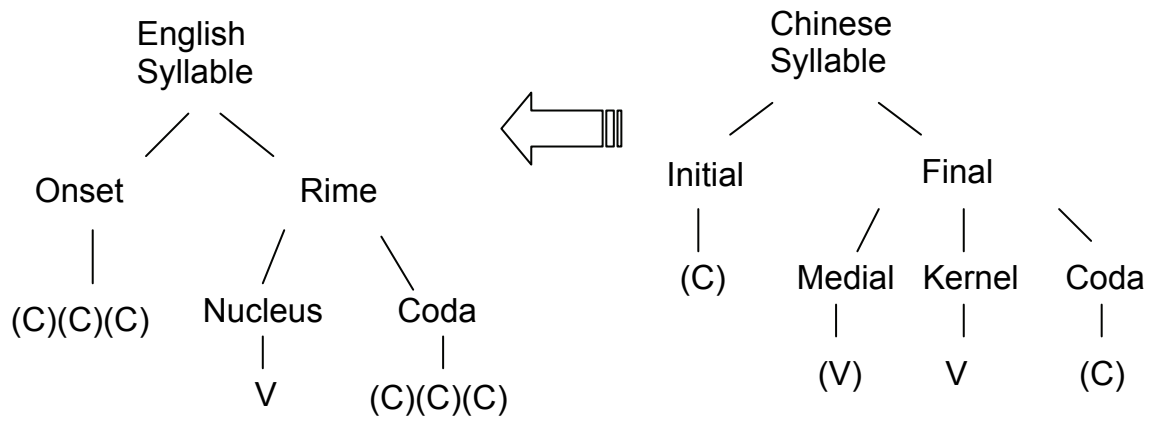 English
Syllable
Onset
Rime
(C)(C)(C)
Nucleus
Coda
V
(C)(C)(C)
Chinese
Syllable
Initial
Final
(C)
Medial
Kernel
Coda
(V)
V
(C)